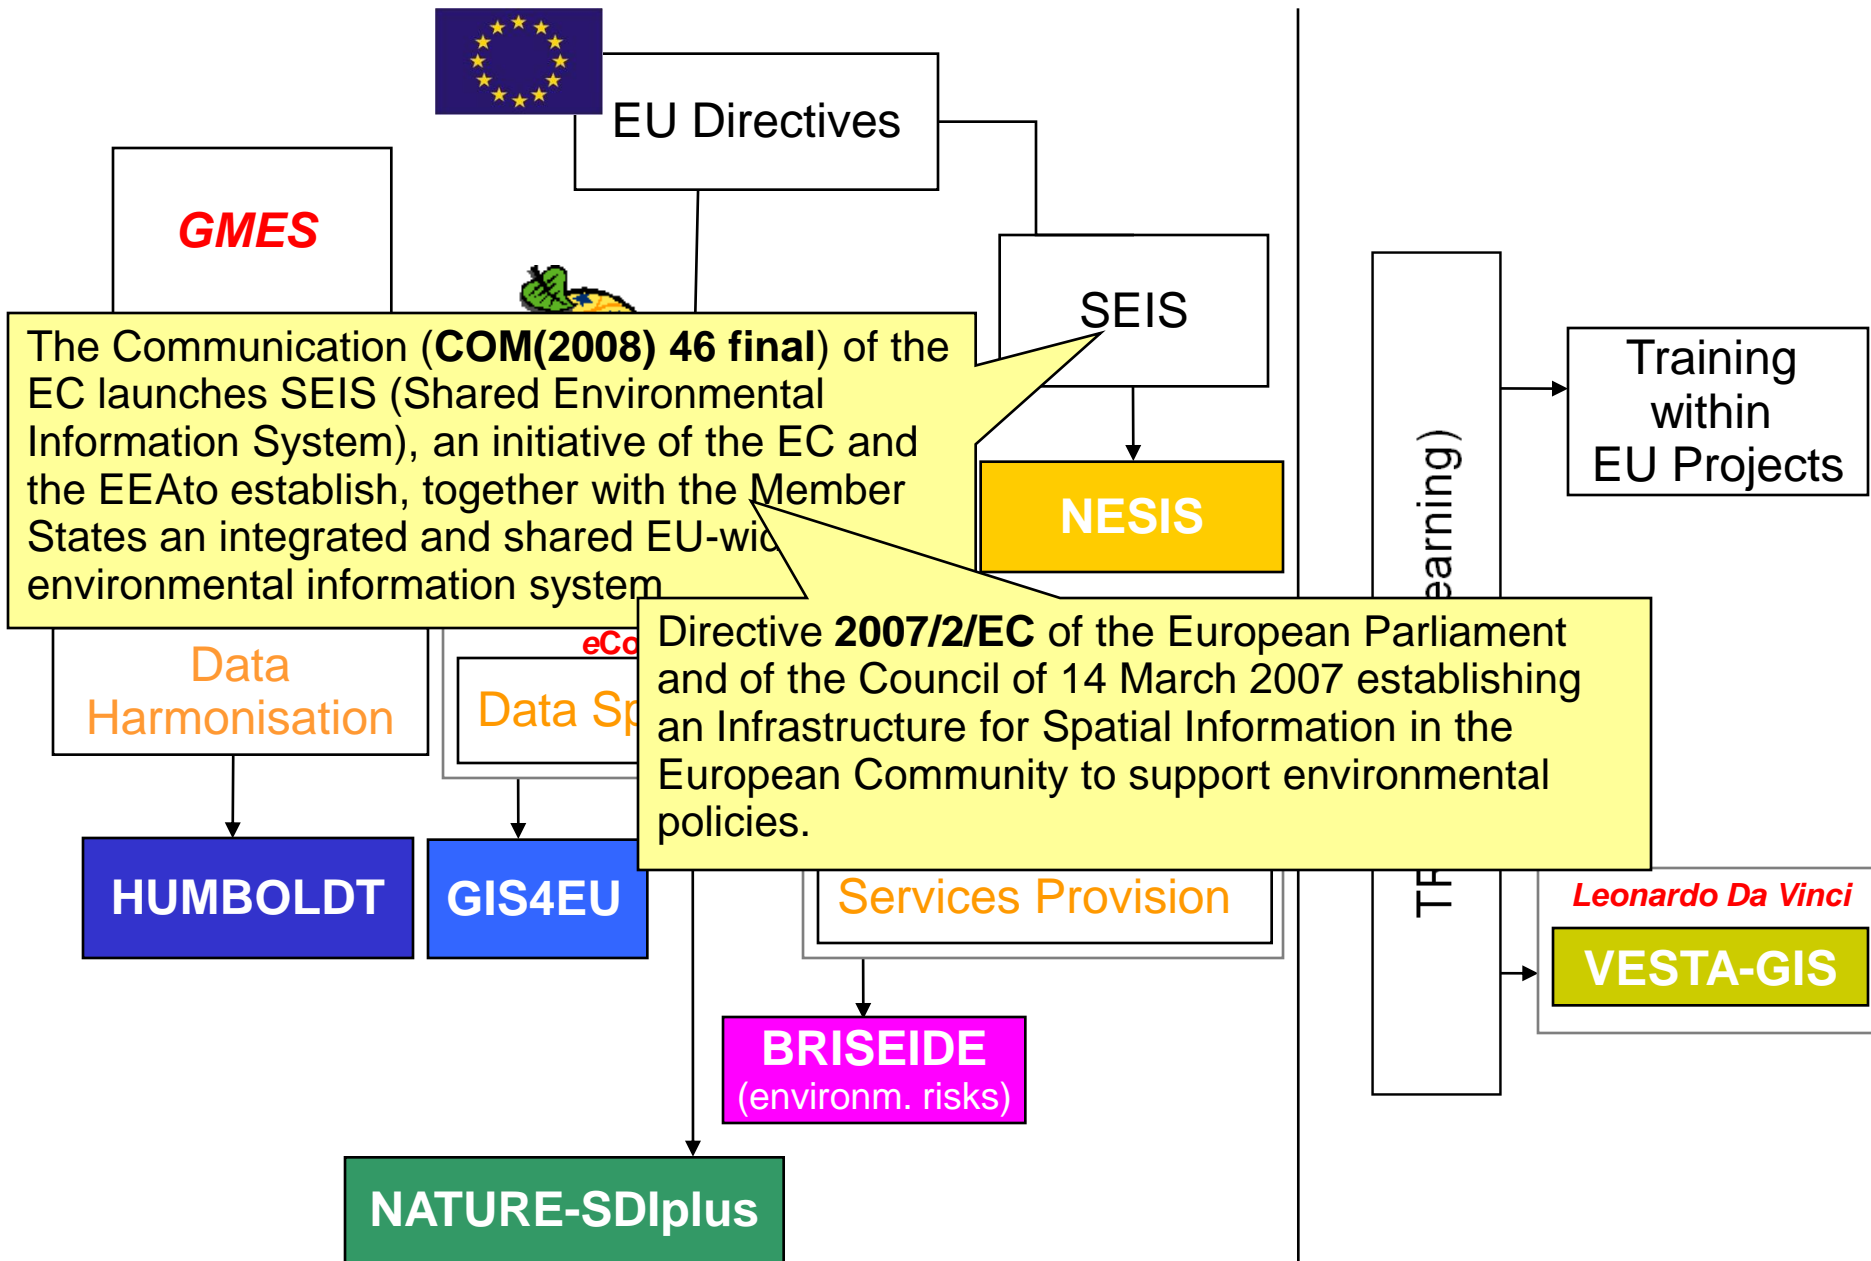 EU Directives
GMES
SEIS
The Communication (COM(2008) 46 final) of the
EC launches SEIS (Shared Environmental
Information System), an initiative of the EC and
the EEAto establish, together with the Member
States an integrated and shared EU-wid
environmental information system
NESIS
Training
within
EU Projects
earning)
TR
eCo
Data
Harmonisation
Data Sp
Directive 2007/2/EC of the European Parliament
and of the Council of 14 March 2007 establishing
an Infrastructure for Spatial Information in the
European Community to support environmental
policies.
HUMBOLDT
GIS4EU
Services Provision
Leonardo Da Vinci
VESTA-GIS
BRISEIDE
(environm. risks)
NATURE-SDIplus